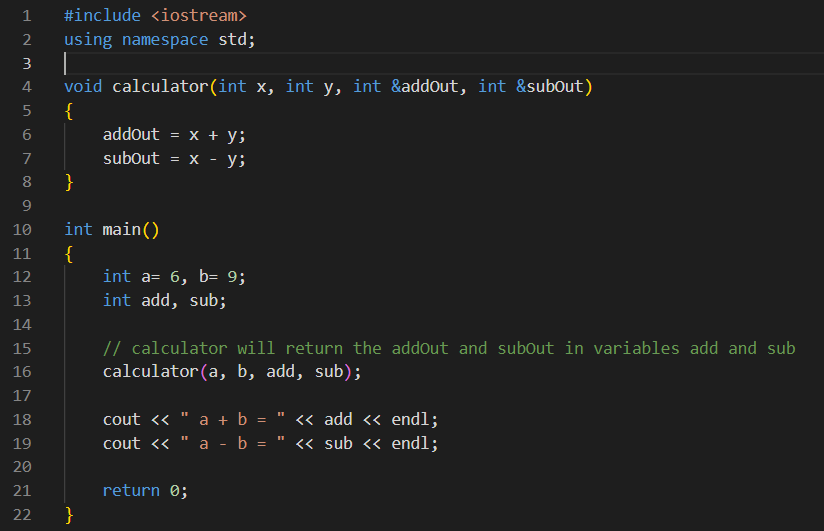 1 #include <iostream>
2 using namespace std;
3
4 void calculator(int x, int y, int &addOut, int &subOut)
5 {
6     addOut = x + y;
7     subOut = x - y;
8 }
9
10 int main()
11 {
12     int a= 6, b= 9;
13     int add, sub;
14
15     // calculator will return the addOut and subOut in variables add and sub
16     calculator(a, b, add, sub);
17
18     cout << " a + b = " << add << endl;
19     cout << " a - b = " << sub << endl;
20
21     return 0;
22 }